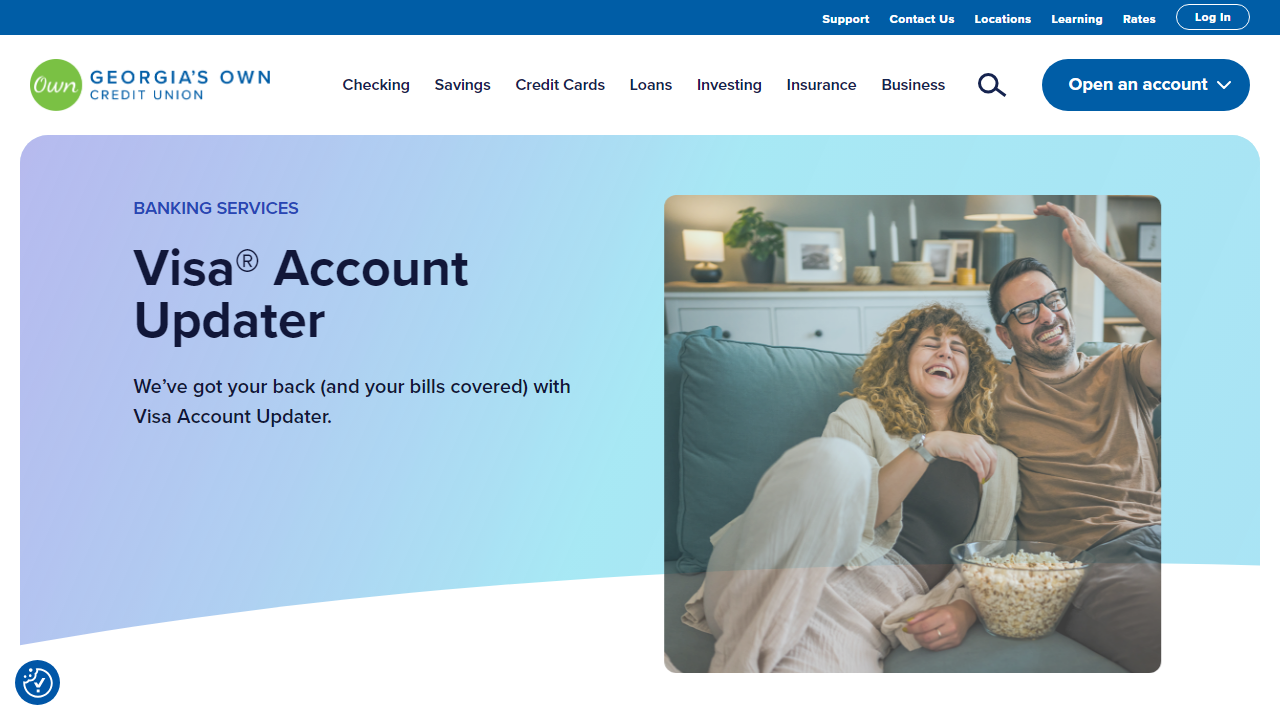 Support Contact Us Locations Learning Rates Log In
Own GEORGIA'S OWN
CREDIT UNION
Checking Savings Credit Cards Loans Investing Insurance Business Open an account
BANKING SERVICES
Visa® Account
Updater
We've got your back (and your bills covered) with
Visa Account Updater.